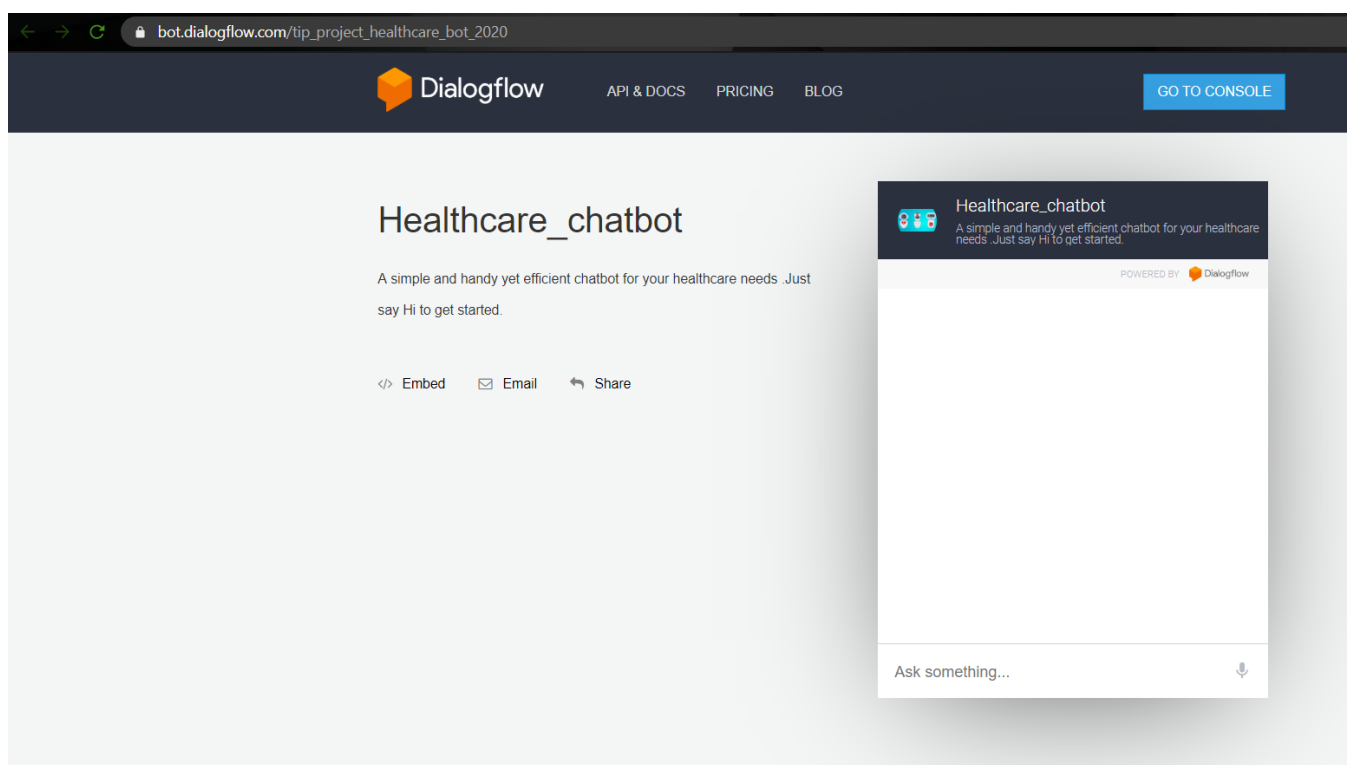 bot.dialogflow.com/tip_project_healthcare_bot_2020
Dialogflow
API & DOCS
PRICING
BLOG
GO TO CONSOLE
Healthcare_chatbot
A simple and handy yet efficient chatbot for your healthcare needs .Just
say Hi to get started.
</> Embed
Email
Share
Healthcare_chatbot
A simple and handy yet efficient chatbot for your healthcare
needs .Just say Hi to get started.
POWERED BY Dialogflow
Ask something...